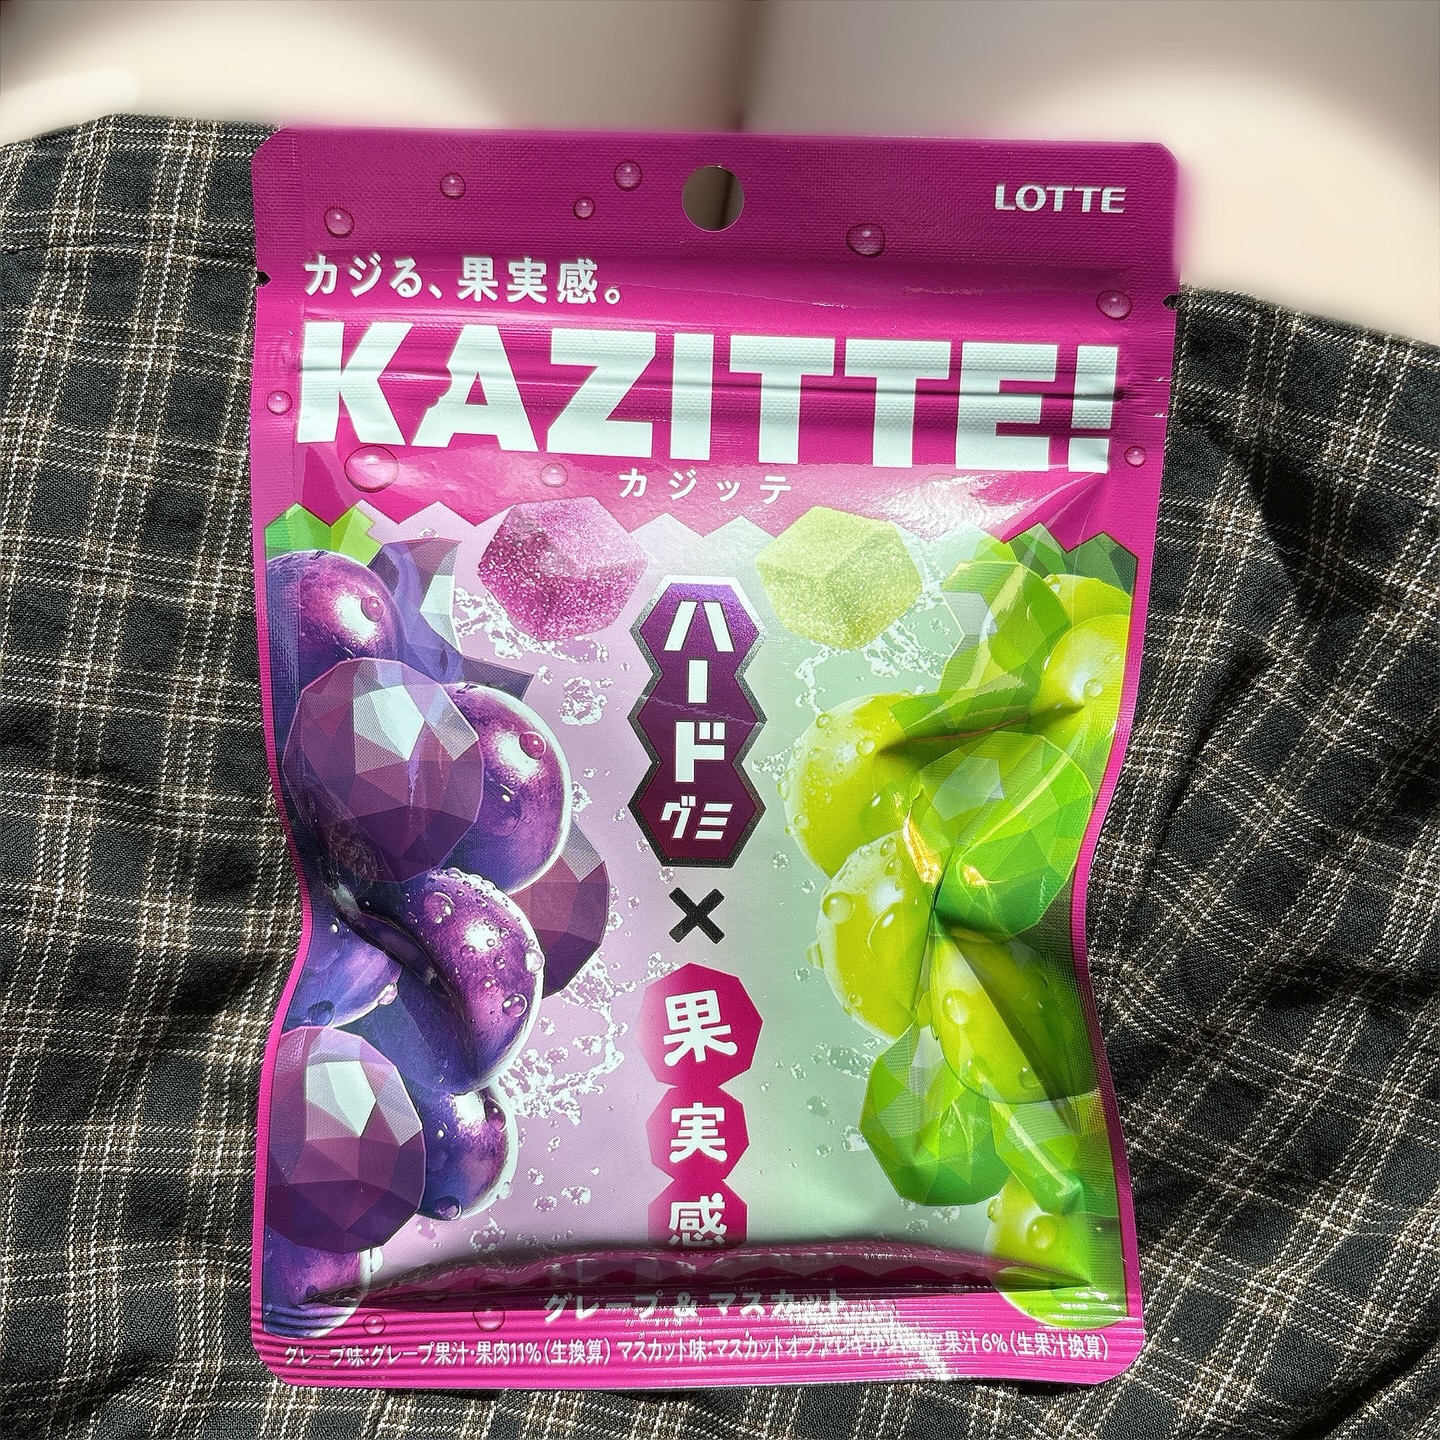 LOTTE
カジる、果実感。
KAZITTE!
カジッテ
ハード
グミ
×
果実感
グレープ&マスカット
グレープ味:グレープ果汁・果肉11%(生換算) マスカット味:マスカットオブアレキサンドリア果汁6%(生果汁換算)